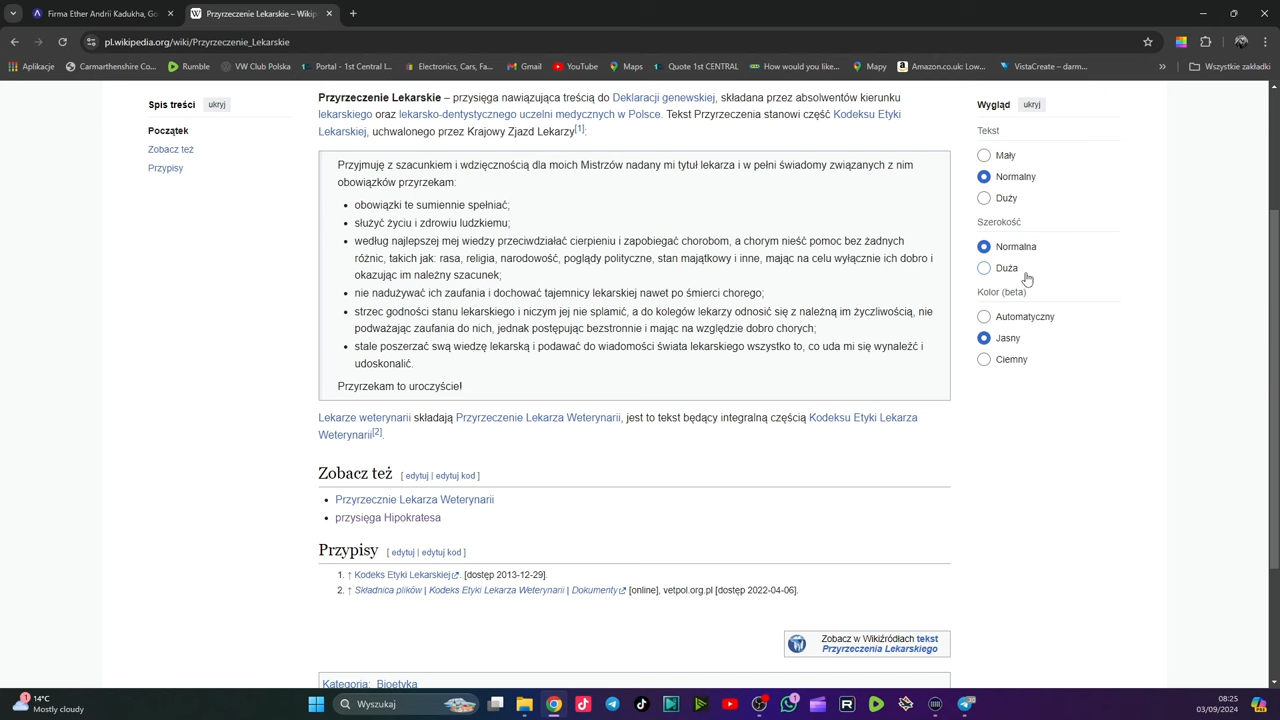 Firma Ether Andrii Kadukha, Go
Przyrzeczenie Lekarskie – Wiki
pl.wikipedia.org/wiki/Przyrzeczenie_Lekarskie
Aplikacje
Carmarthenshire Co...
Rumble
VW Club Polska
Portal - 1st Central I...
Electronics, Cars, Fa...
Gmail
YouTube
Maps
Quote 1ST CENTRAL
How would you like...
Mapy
Amazon.co.uk: Low...
VistaCreate – darm...
Wszystkie zakładki
Spis treści ukryj
Początek
Zobacz też
Przypisy
Przyrzeczenie Lekarskie – przysięga nawiązująca treścią do Deklaracji genewskiej, składana przez absolwentów kierunku
lekarskiego oraz lekarsko-dentystycznego uczelni medycznych w Polsce. Tekst Przyrzeczenia stanowi część Kodeksu Etyki
Lekarskiej, uchwalonego przez Krajowy Zjazd Lekarzy[1]:
Przyjmuję z szacunkiem i wdzięcznością dla moich Mistrzów nadany mi tytuł lekarza i w pełni świadomy związanych z nim
obowiązków przyrzekam:
• obowiązki te sumiennie spełniać;
• służyć życiu i zdrowiu ludzkiemu;
• według najlepszej mej wiedzy przeciwdziałać cierpieniu i zapobiegać chorobom, a chorym nieść pomoc bez żadnych
różnic, takich jak: rasa, religia, narodowość, poglądy polityczne, stan majątkowy i inne, mając na celu wyłącznie ich dobro i
okazując im należny szacunek;
• nie nadużywać ich zaufania i dochować tajemnicy lekarskiej nawet po śmierci chorego;
• strzec godności stanu lekarskiego i niczym jej nie splamić, a do kolegów lekarzy odnosić się z należną im życzliwością, nie
podważając zaufania do nich, jednak postępując bezstronnie i mając na względzie dobro chorych;
• stale poszerzać swą wiedzę lekarską i podawać do wiadomości świata lekarskiego wszystko to, co uda mi się wynaleźć i
udoskonalić.
Przyrzekam to uroczyście!
Lekarze weterynarii składają Przyrzeczenie Lekarza Weterynarii, jest to tekst będący integralną częścią Kodeksu Etyki Lekarza
Weterynarii[2].
Zobacz też [ edytuj | edytuj kod ]
• Przyrzecznie Lekarza Weterynarii
• przysięga Hipokratesa
Przypisy [ edytuj | edytuj kod ]
1. ↑ Kodeks Etyki Lekarskiej. [dostęp 2013-12-29].
2. ↑ Składnica plików | Kodeks Etyki Lekarza Weterynarii | Dokumenty [online], vetpol.org.pl [dostęp 2022-04-06].
Zobacz w Wikiźródłach tekst
Przyrzeczenia Lekarskiego
Kategoria: Bioetyka
Wygląd ukryj
Tekst
Mały
Normalny
Duży
Szerokość
Normalna
Duża
Kolor (beta)
Automatyczny
Jasny
Ciemny
14°C
Mostly cloudy
Wyszukaj
08:25
03/09/2024